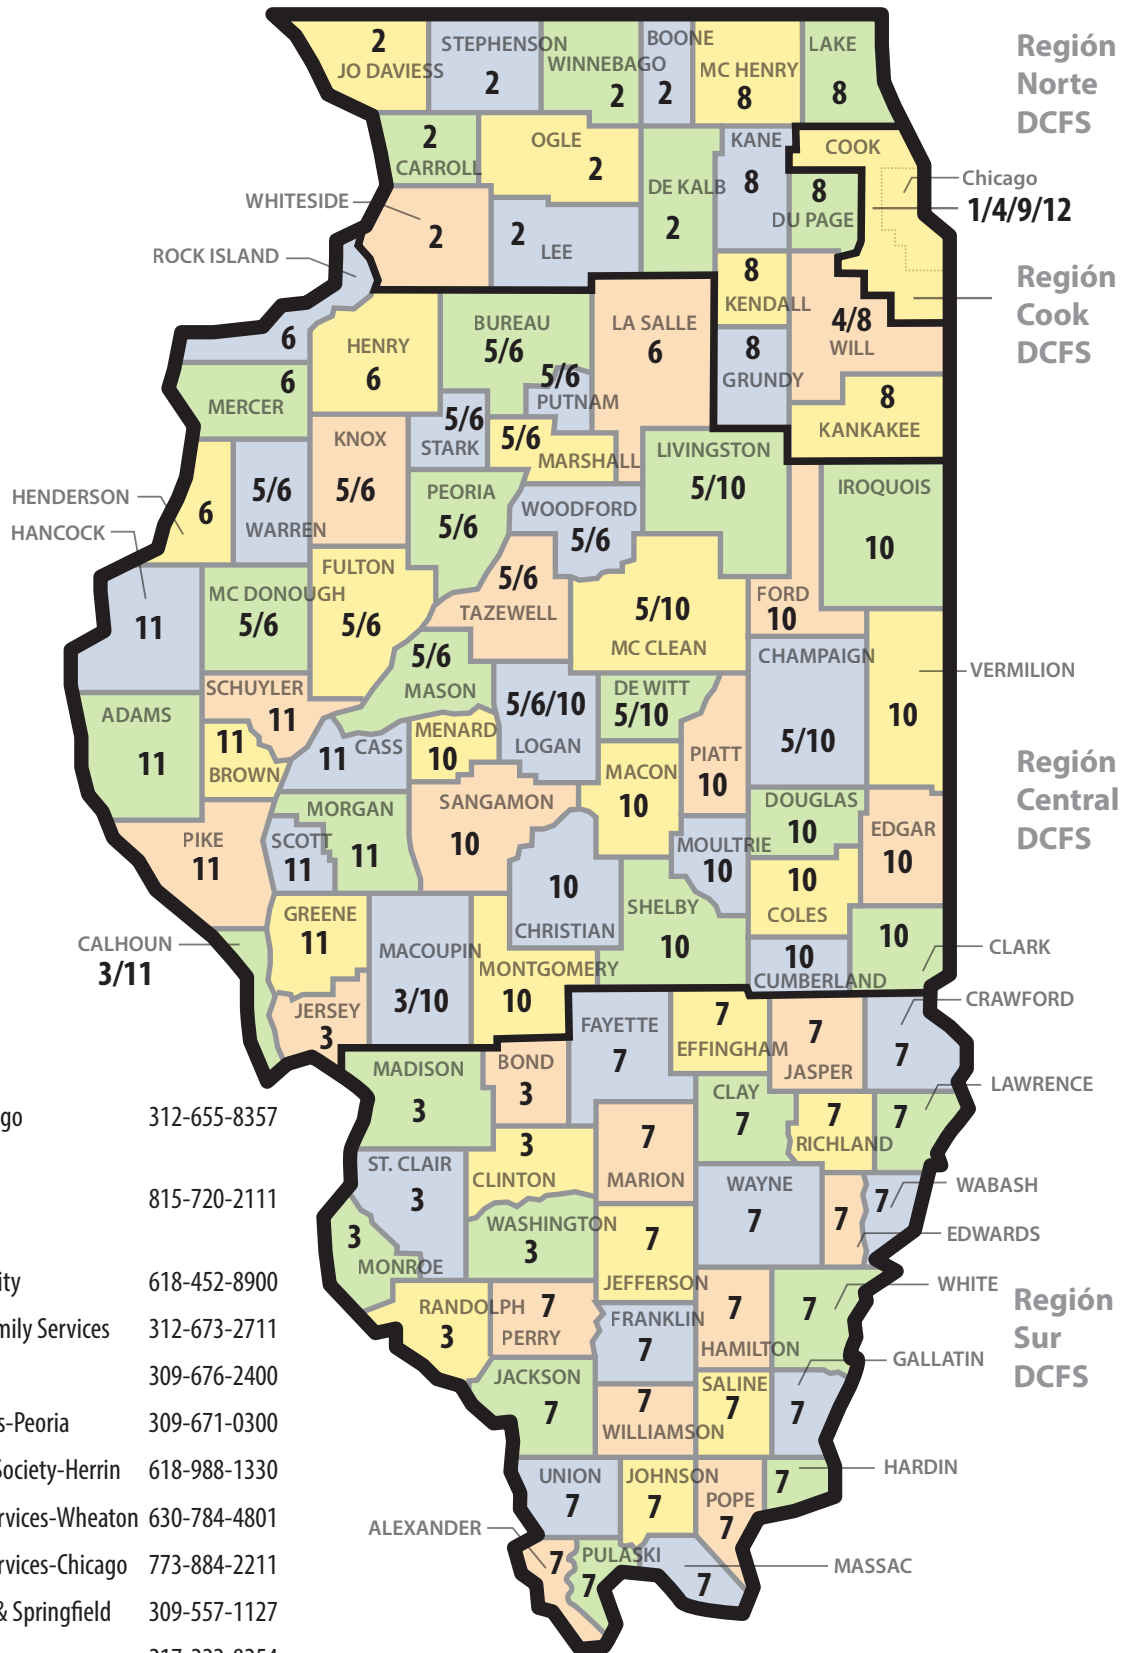 2
JO DAVIESS
STEPHENSON
2
WINNEBAGO
2
BOONE
2
MC HENRY
8
LAKE
8
Región
Norte
DCFS
2
CARROLL
OGLE
2
DE KALB
2
KANE
8
COOK
8
DU PAGE
Chicago
1/4/9/12
WHITESIDE
2
2
LEE
ROCK ISLAND
6
8
KENDALL
4/8
WILL
Región
Cook
DCFS
HENRY
6
BUREAU
5/6
5/6
PUTNAM
LA SALLE
6
8
GRUNDY
8
KANKAKEE
6
MERCER
5/6
STARK
5/6
MARSHALL
KNOX
5/6
LIVINGSTON
5/10
IROQUOIS
10
HENDERSON
6
HANCOCK
11
5/6
WARREN
PEORIA
5/6
WOODFORD
5/6
MC DONOUGH
5/6
FULTON
5/6
5/6
TAZEWELL
5/10
MC CLEAN
FORD
10
5/6
MASON
CHAMPAIGN
5/10
VERMILION
10
ADAMS
11
SCHUYLER
11
11
BROWN
11
CASS
MENARD
10
5/6/10
LOGAN
DE WITT
5/10
PIATT
10
MACON
10
Región
Central
DCFS
PIKE
11
SCOTT
11
MORGAN
11
SANGAMON
10
10
CHRISTIAN
MOULTRIE
10
DOUGLAS
10
EDGAR
10
10
COLES
SHELBY
10
GREENE
11
MACOUPIN
3/10
MONTGOMERY
10
10
CUMBERLAND
10
CLARK
CALHOUN
3/11
JERSEY
3
FAYETTE
7
7
EFFINGHAM
7
JASPER
CRAWFORD
7
MADISON
3
BOND
3
CLAY
7
7
RICHLAND
LAWRENCE
7
go 312-655-8357
3
CLINTON
7
MARION
ST. CLAIR
3
WAYNE
7
7
EDWARDS
7
WABASH
815-720-2111
WASHINGTON
3
3
MONROE
7
JEFFERSON
ity 618-452-8900
RANDOLPH
3
7
PERRY
FRANKLIN
7
7
HAMILTON
7
WHITE
Región
Sur
DCFS
mily Services 312-673-2711
309-676-2400
JACKSON
7
7
WILLIAMSON
SALINE
7
7
GALLATIN
s-Peoria 309-671-0300
Society-Herrin 618-988-1330
UNION
7
JOHNSON
7
POPE
7
7
HARDIN
rvices-Wheaton 630-784-4801
ALEXANDER
7
PULASKI
7
7
MASSAC
rvices-Chicago 773-884-2211
& Springfield 309-557-1127